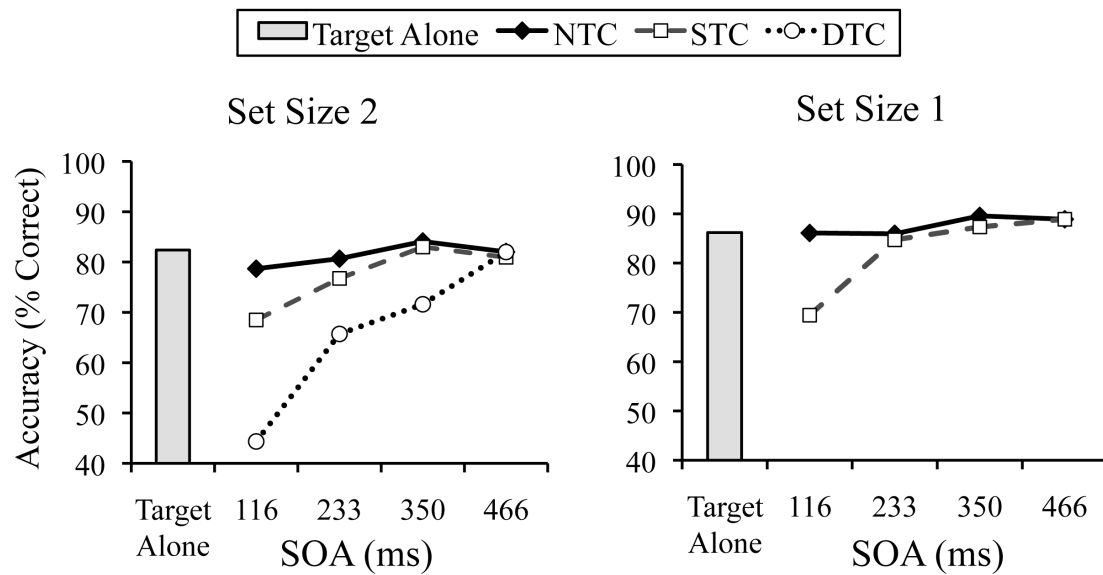 Target Alone NTC STC DTC
Set Size 2
Set Size 1
Accuracy (% Correct)
100
90
80
70
60
50
40
Target Alone
116
233
350
466
SOA (ms)
100
90
80
70
60
50
40
Target Alone
116
233
350
466
SOA (ms)